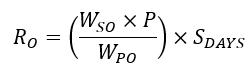 R_O = (W_SO × P / W_PO) × S_DAYS